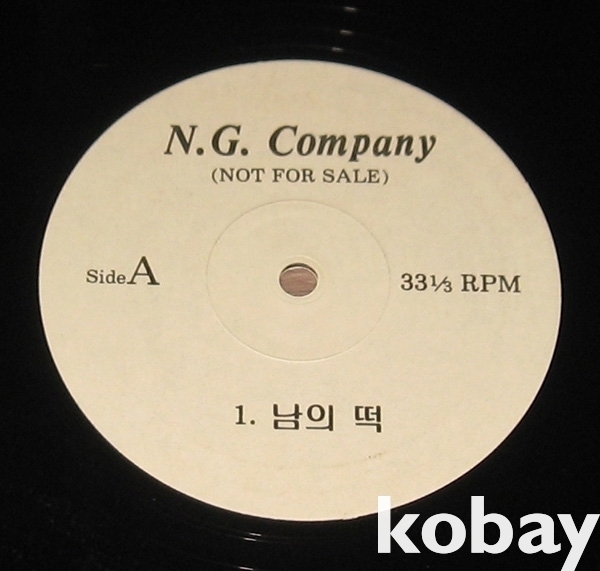 N.G. Company
(NOT FOR SALE)
Side A
33⅓ RPM
1. 남의 떡
kobay